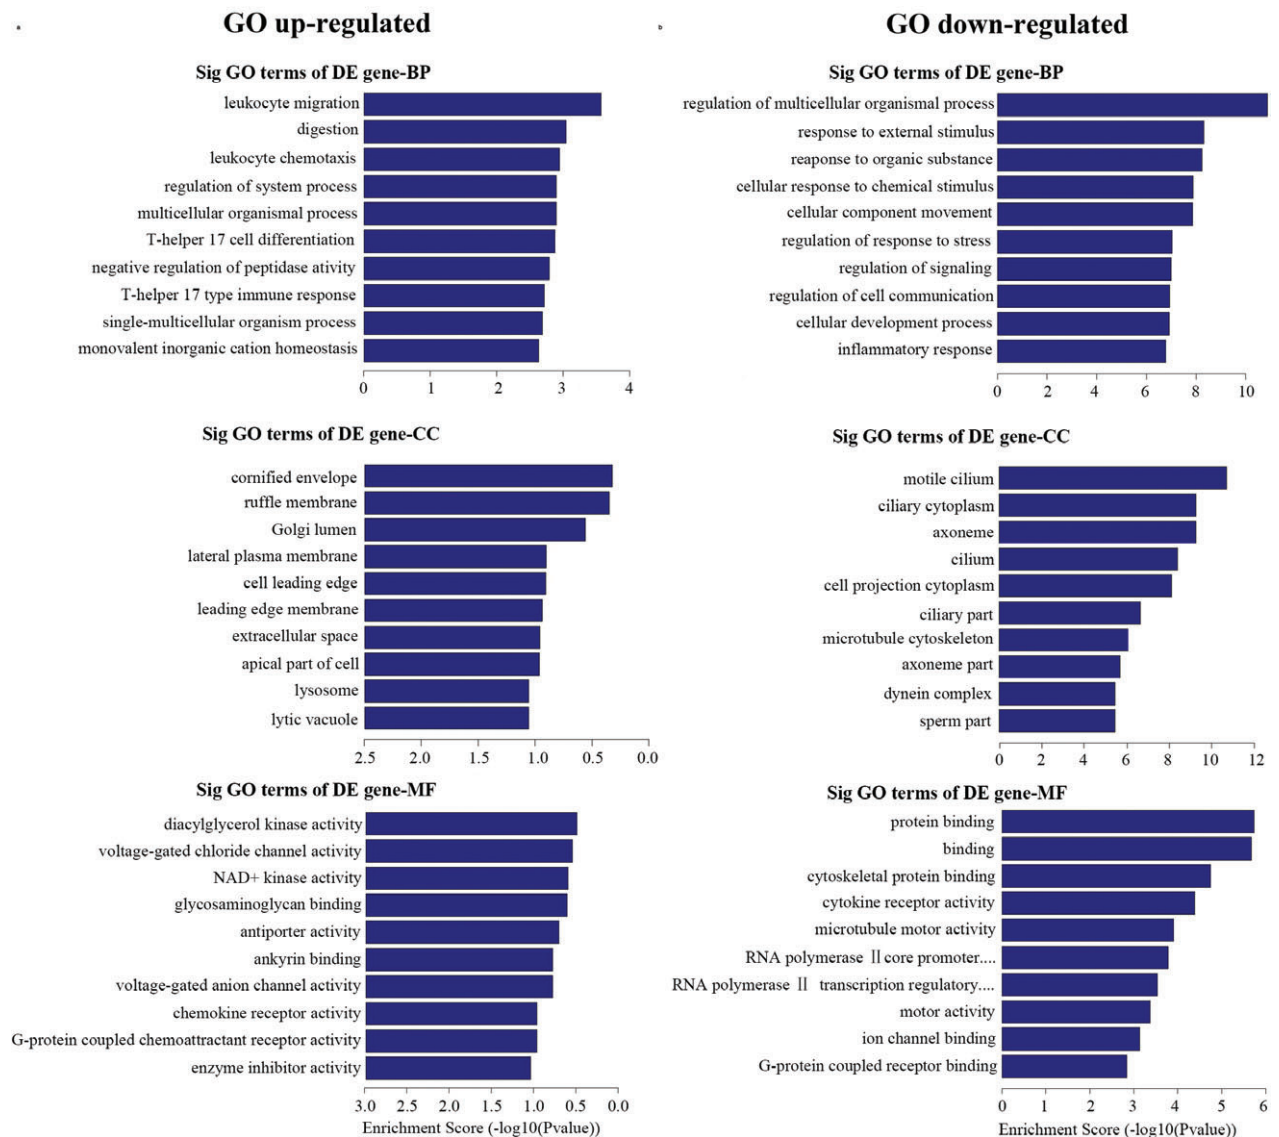 a
GO up-regulated
Sig GO terms of DE gene-BP
leukocyte migration
digestion
leukocyte chemotaxis
regulation of system process
multicellular organismal process
T-helper 17 cell differentiation
negative regulation of peptidase ativity
T-helper 17 type immune response
single-multicellular organism process
monovalent inorganic cation homeostasis
0 1 2 3 4
Sig GO terms of DE gene-CC
cornified envelope
ruffle membrane
Golgi lumen
lateral plasma membrane
cell leading edge
leading edge membrane
extracellular space
apical part of cell
lysosome
lytic vacuole
2.5 2.0 1.5 1.0 0.5 0.0
Sig GO terms of DE gene-MF
diacylglycerol kinase activity
voltage-gated chloride channel activity
NAD+ kinase activity
glycosaminoglycan binding
antiporter activity
ankyrin binding
voltage-gated anion channel activity
chemokine receptor activity
G-protein coupled chemoattractant receptor activity
enzyme inhibitor activity
3.0 2.5 2.0 1.5 1.0 0.5 0.0
Enrichment Score (-log10(Pvalue))
b
GO down-regulated
Sig GO terms of DE gene-BP
regulation of multicellular organismal process
response to external stimulus
reaponse to organic substance
cellular response to chemical stimulus
cellular component movement
regulation of response to stress
regulation of signaling
regulation of cell communication
cellular development process
inflammatory response
0 2 4 6 8 10
Sig GO terms of DE gene-CC
motile cilium
ciliary cytoplasm
axoneme
cilium
cell projection cytoplasm
ciliary part
microtubule cytoskeleton
axoneme part
dynein complex
sperm part
0 2 4 6 8 10 12
Sig GO terms of DE gene-MF
protein binding
binding
cytoskeletal protein binding
cytokine receptor activity
microtubule motor activity
RNA polymerase Ⅱ core promoter....
RNA polymerase Ⅱ transcription regulatory....
motor activity
ion channel binding
G-protein coupled receptor binding
0 1 2 3 4 5 6
Enrichment Score (-log10(Pvalue))